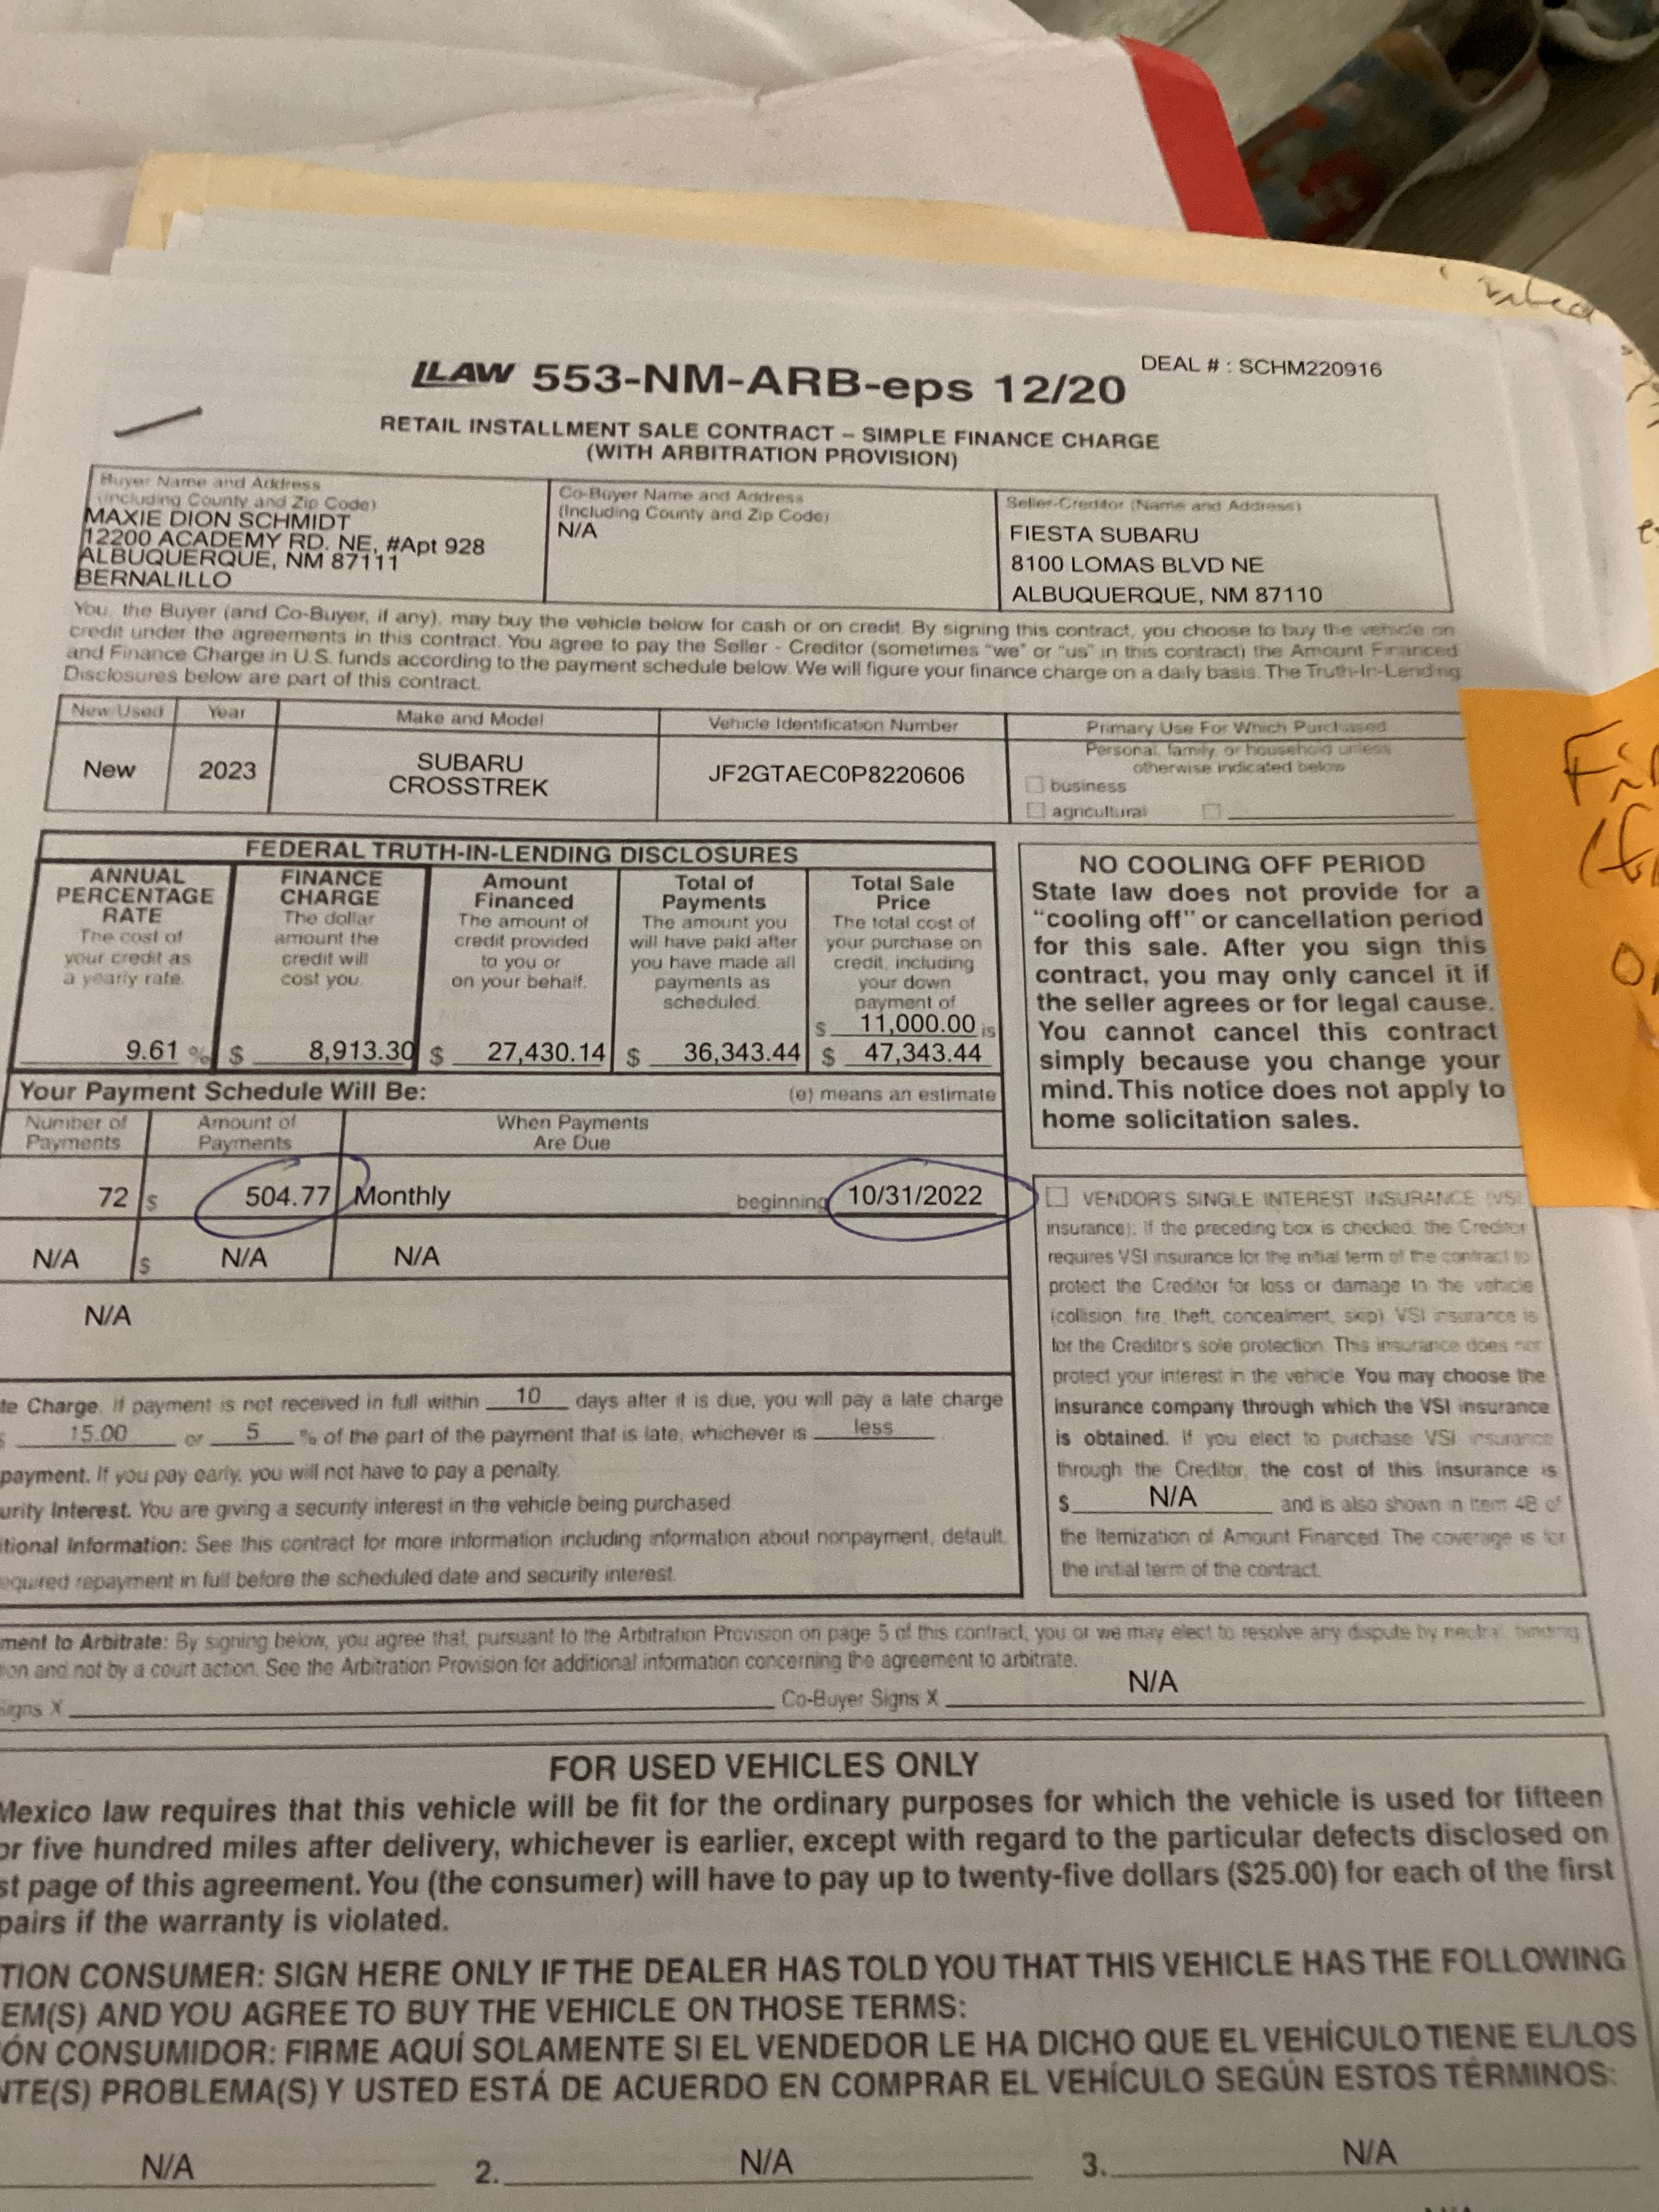 LAW 553-NM-ARB-eps 12/20
DEAL # : SCHM220916
RETAIL INSTALLMENT SALE CONTRACT – SIMPLE FINANCE CHARGE
(WITH ARBITRATION PROVISION)
Buyer Name and Address
(Including County and Zip Code)
MAXIE DION SCHMIDT
12200 ACADEMY RD. NE, #Apt 928
ALBUQUERQUE, NM 87111
BERNALILLO
Co-Buyer Name and Address
(Including County and Zip Code)
N/A
Seller-Creditor (Name and Address)
FIESTA SUBARU
8100 LOMAS BLVD NE
ALBUQUERQUE, NM 87110
You, the Buyer (and Co-Buyer, if any), may buy the vehicle below for cash or on credit. By signing this contract, you choose to buy the vehicle on
credit under the agreements in this contract. You agree to pay the Seller - Creditor (sometimes "we" or "us" in this contract) the Amount Financed
and Finance Charge in U.S. funds according to the payment schedule below. We will figure your finance charge on a daily basis. The Truth-In-Lending
Disclosures below are part of this contract.
New/Used
Year
Make and Model
Vehicle Identification Number
Primary Use For Which Purchased
New
2023
SUBARU
CROSSTREK
JF2GTAEC0P8220606
Personal, family, or household unless
otherwise indicated below
business
agricultural
FEDERAL TRUTH-IN-LENDING DISCLOSURES
ANNUAL
PERCENTAGE
RATE
The cost of
your credit as
a yearly rate.
9.61 %
FINANCE
CHARGE
The dollar
amount the
credit will
cost you.
$ 8,913.30
Amount
Financed
The amount of
credit provided
to you or
on your behalf.
$ 27,430.14
Total of
Payments
The amount you
will have paid after
you have made all
payments as
scheduled.
$ 36,343.44
Total Sale
Price
The total cost of
your purchase on
credit, including
your down
payment of
$ 11,000.00 is
$ 47,343.44
NO COOLING OFF PERIOD
State law does not provide for a
"cooling off" or cancellation period
for this sale. After you sign this
contract, you may only cancel it if
the seller agrees or for legal cause.
You cannot cancel this contract
simply because you change your
mind. This notice does not apply to
home solicitation sales.
Your Payment Schedule Will Be:
(e) means an estimate
Number of
Payments
Amount of
Payments
When Payments
Are Due
72 $ 504.77 Monthly beginning 10/31/2022
N/A $ N/A N/A
N/A
te Charge. If payment is not received in full within 10 days after it is due, you will pay a late charge
$ 15.00 or 5 % of the part of the payment that is late, whichever is less.
payment. If you pay early, you will not have to pay a penalty.
urity Interest. You are giving a security interest in the vehicle being purchased.
itional Information: See this contract for more information including information about nonpayment, default,
equired repayment in full before the scheduled date and security interest.
VENDOR'S SINGLE INTEREST INSURANCE (VSI
insurance): If the preceding box is checked, the Creditor
requires VSI insurance for the initial term of the contract to
protect the Creditor for loss or damage to the vehicle
(collision, fire, theft, concealment, skip). VSI insurance is
for the Creditor's sole protection. This insurance does not
protect your interest in the vehicle. You may choose the
insurance company through which the VSI insurance
is obtained. If you elect to purchase VSI insurance
through the Creditor, the cost of this insurance is
$ N/A and is also shown in Item 4B of
the Itemization of Amount Financed. The coverage is for
the initial term of the contract.
ment to Arbitrate: By signing below, you agree that, pursuant to the Arbitration Provision on page 5 of this contract, you or we may elect to resolve any dispute by neutral, binding
ion and not by a court action. See the Arbitration Provision for additional information concerning the agreement to arbitrate.
Signs X Co-Buyer Signs X N/A
FOR USED VEHICLES ONLY
Mexico law requires that this vehicle will be fit for the ordinary purposes for which the vehicle is used for fifteen
or five hundred miles after delivery, whichever is earlier, except with regard to the particular defects disclosed on
st page of this agreement. You (the consumer) will have to pay up to twenty-five dollars ($25.00) for each of the first
pairs if the warranty is violated.
TION CONSUMER: SIGN HERE ONLY IF THE DEALER HAS TOLD YOU THAT THIS VEHICLE HAS THE FOLLOWING
EM(S) AND YOU AGREE TO BUY THE VEHICLE ON THOSE TERMS:
ÓN CONSUMIDOR: FIRME AQUÍ SOLAMENTE SI EL VENDEDOR LE HA DICHO QUE EL VEHÍCULO TIENE EL/LOS
NTE(S) PROBLEMA(S) Y USTED ESTÁ DE ACUERDO EN COMPRAR EL VEHÍCULO SEGÚN ESTOS TÉRMINOS:
N/A 2. N/A 3. N/A